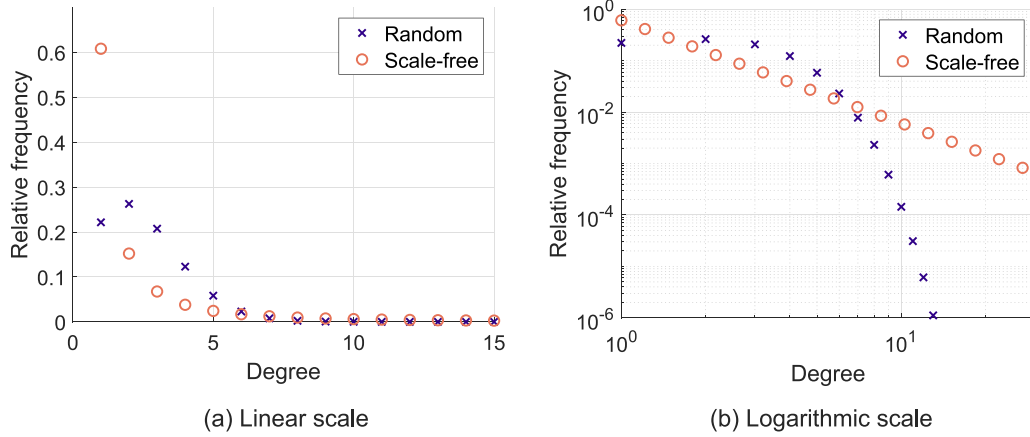 Relative frequency
0.6
0.5
0.4
0.3
0.2
0.1
0
0 5 10 15
Degree
Random
Scale-free
(a) Linear scale
Relative frequency
10^0
10^-2
10^-4
10^-6
10^0 10^1
Degree
Random
Scale-free
(b) Logarithmic scale